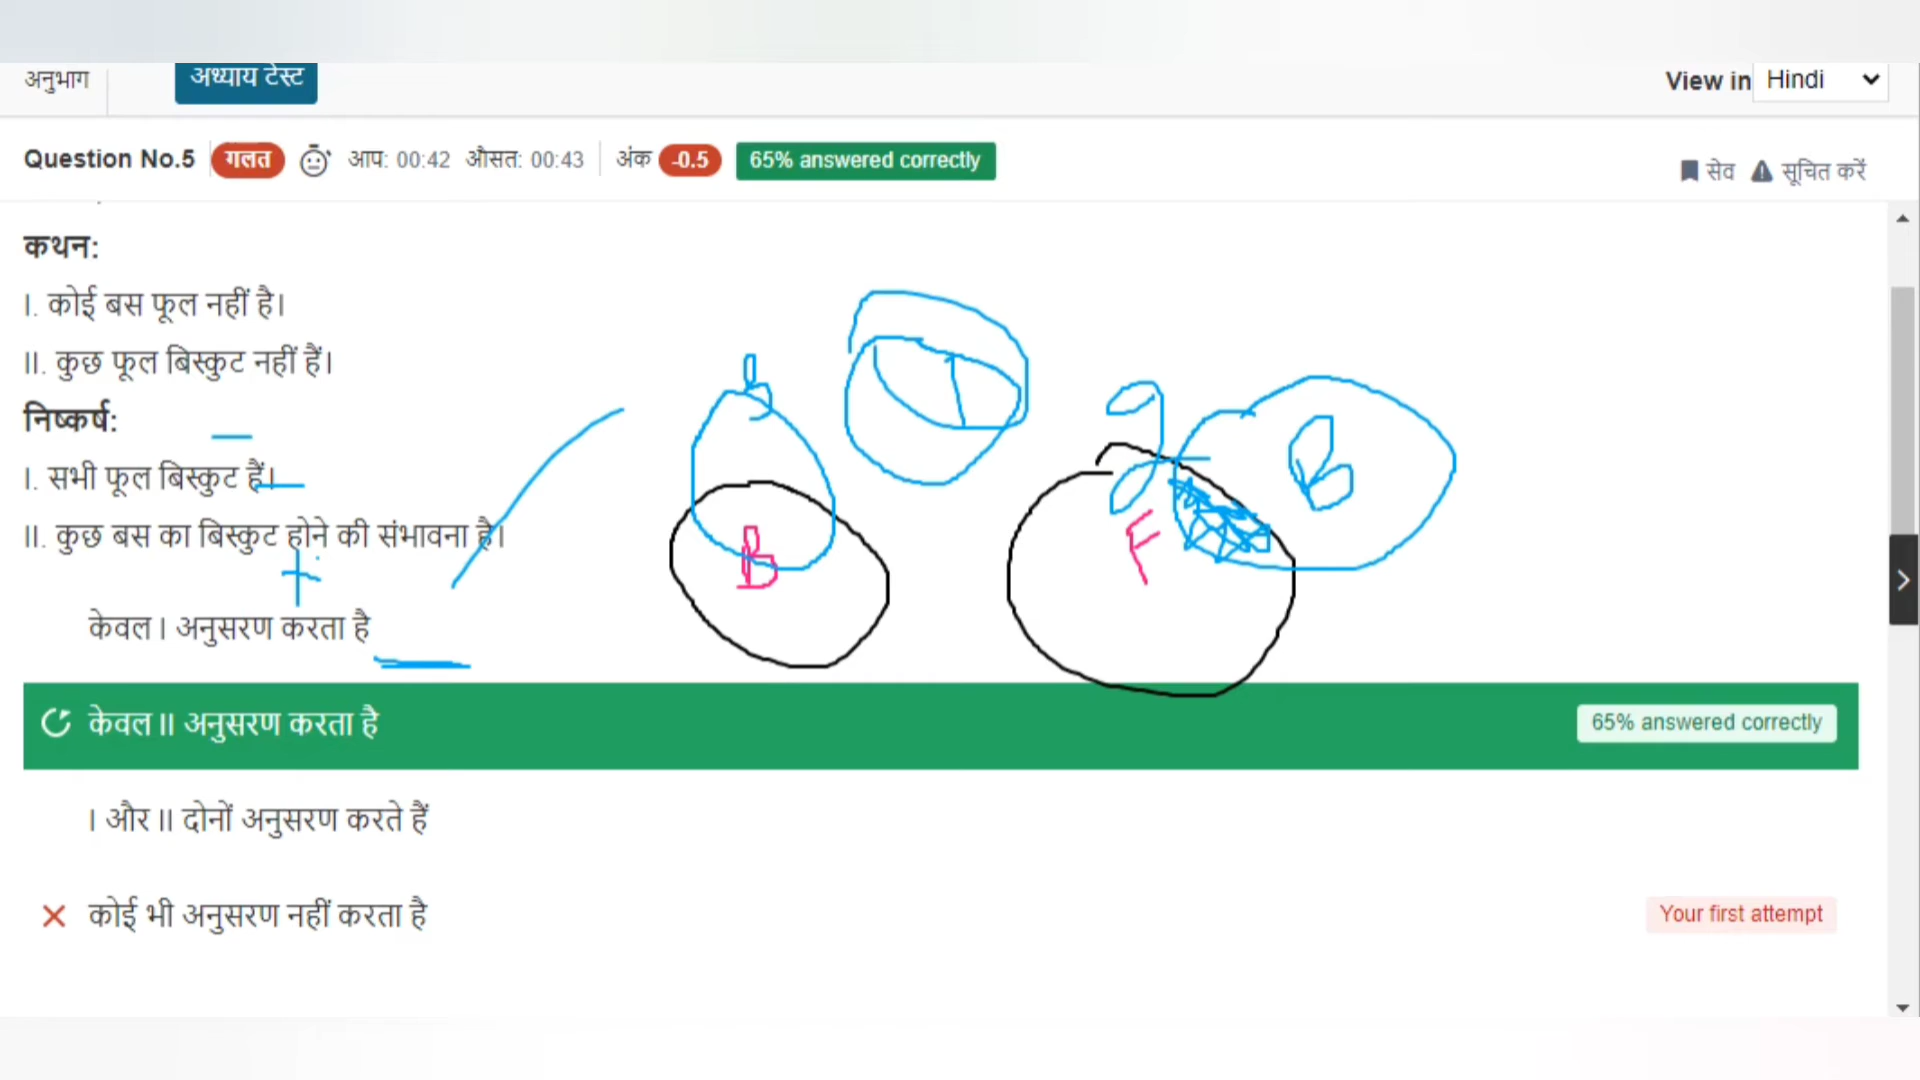 अनुभाग अध्याय टेस्ट View in Hindi
Question No.5 गलत आप: 00:42 औसत: 00:43 अंक -0.5 65% answered correctly सेव सूचित करें
कथन:
I. कोई बस फूल नहीं है।
II. कुछ फूल बिस्कुट नहीं हैं।
निष्कर्ष:
I. सभी फूल बिस्कुट हैं।
II. कुछ बस का बिस्कुट होने की संभावना है।
B
B
F
B
केवल I अनुसरण करता है
केवल II अनुसरण करता है 65% answered correctly
I और II दोनों अनुसरण करते हैं
कोई भी अनुसरण नहीं करता है Your first attempt